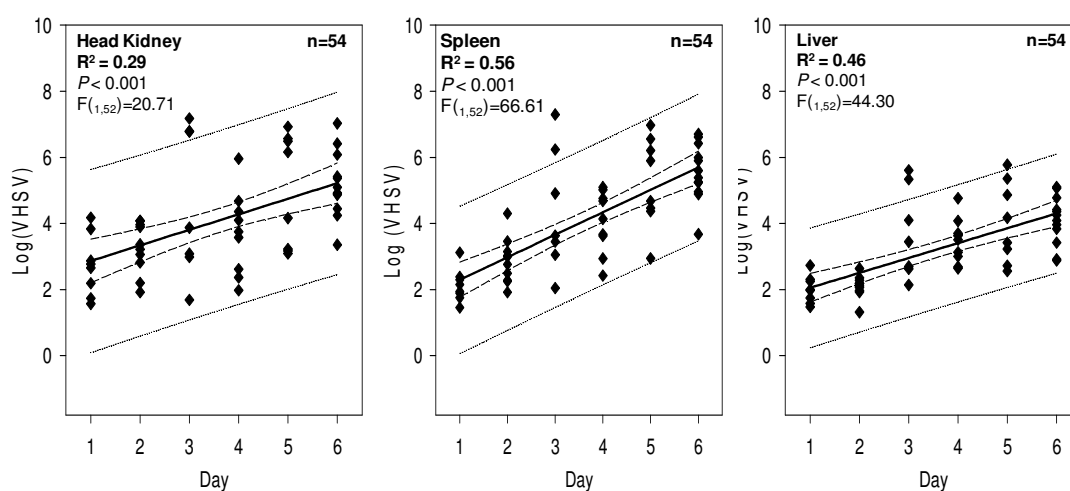 Head Kidney n=54
R² = 0.29
P < 0.001
F(1,52)=20.71
10
8
6
4
2
0
Log(VHSV)
1 2 3 4 5 6
Day
Spleen n=54
R² = 0.56
P < 0.001
F(1,52)=66.61
10
8
6
4
2
0
Log (VHSV)
1 2 3 4 5 6
Day
Liver n=54
R² = 0.46
P < 0.001
F(1,52)=44.30
10
8
6
4
2
0
Log(VHSV)
1 2 3 4 5 6
Day